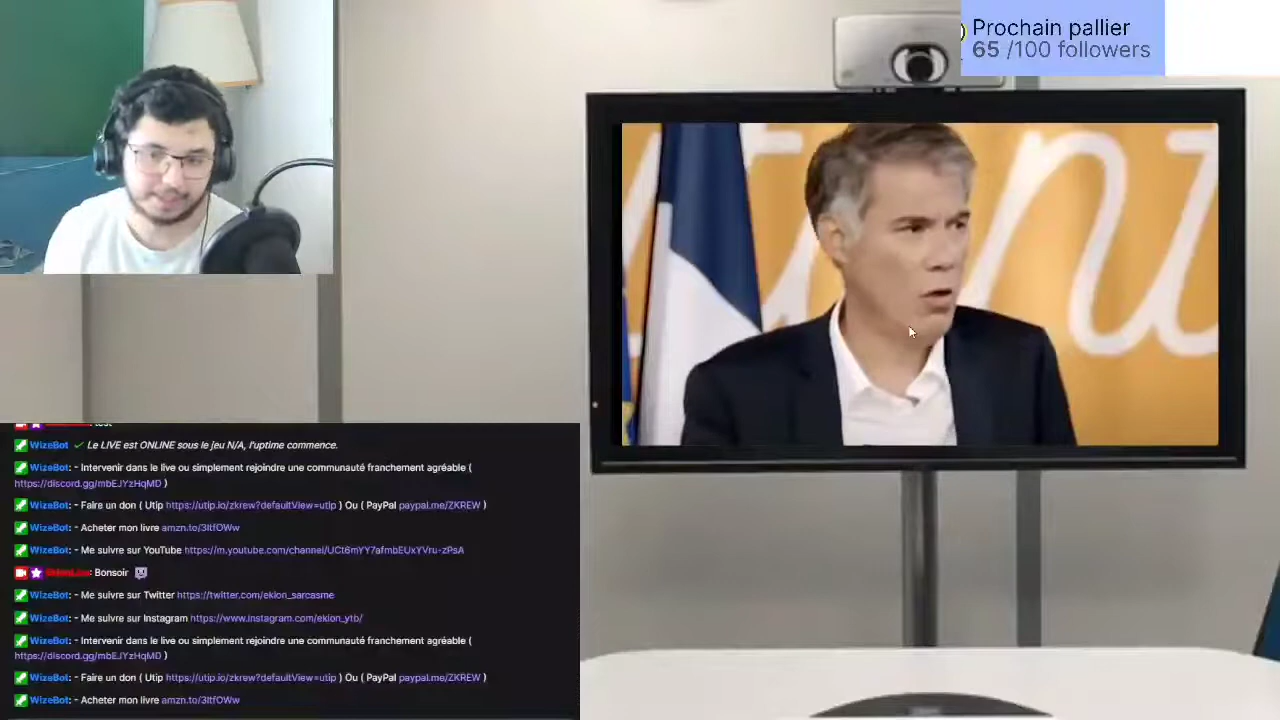 Prochain pallier
65 /100 followers
WizeBot: ✓ Le LIVE est ONLINE sous le jeu N/A, l'uptime commence.
WizeBot: - Intervenir dans le live ou simplement rejoindre une communauté franchement agréable (
https://discord.gg/mbEJYzHqMD )
WizeBot: - Faire un don ( Utip https://utip.io/zkrew?defaultView=utip ) Ou ( PayPal paypal.me/ZKREW )
WizeBot: - Acheter mon livre amzn.to/3ItfOWw
WizeBot: - Me suivre sur YouTube https://m.youtube.com/channel/UCt6mYY7afmbEUxYVru-zPsA
: Bonsoir
WizeBot: - Me suivre sur Twitter https://twitter.com/ekion_sarcasme
WizeBot: - Me suivre sur Instagram https://www.instagram.com/ekion_ytb/
WizeBot: - Intervenir dans le live ou simplement rejoindre une communauté franchement agréable (
https://discord.gg/mbEJYzHqMD )
WizeBot: - Faire un don ( Utip https://utip.io/zkrew?defaultView=utip ) Ou ( PayPal paypal.me/ZKREW )
WizeBot: - Acheter mon livre amzn.to/3ItfOWw